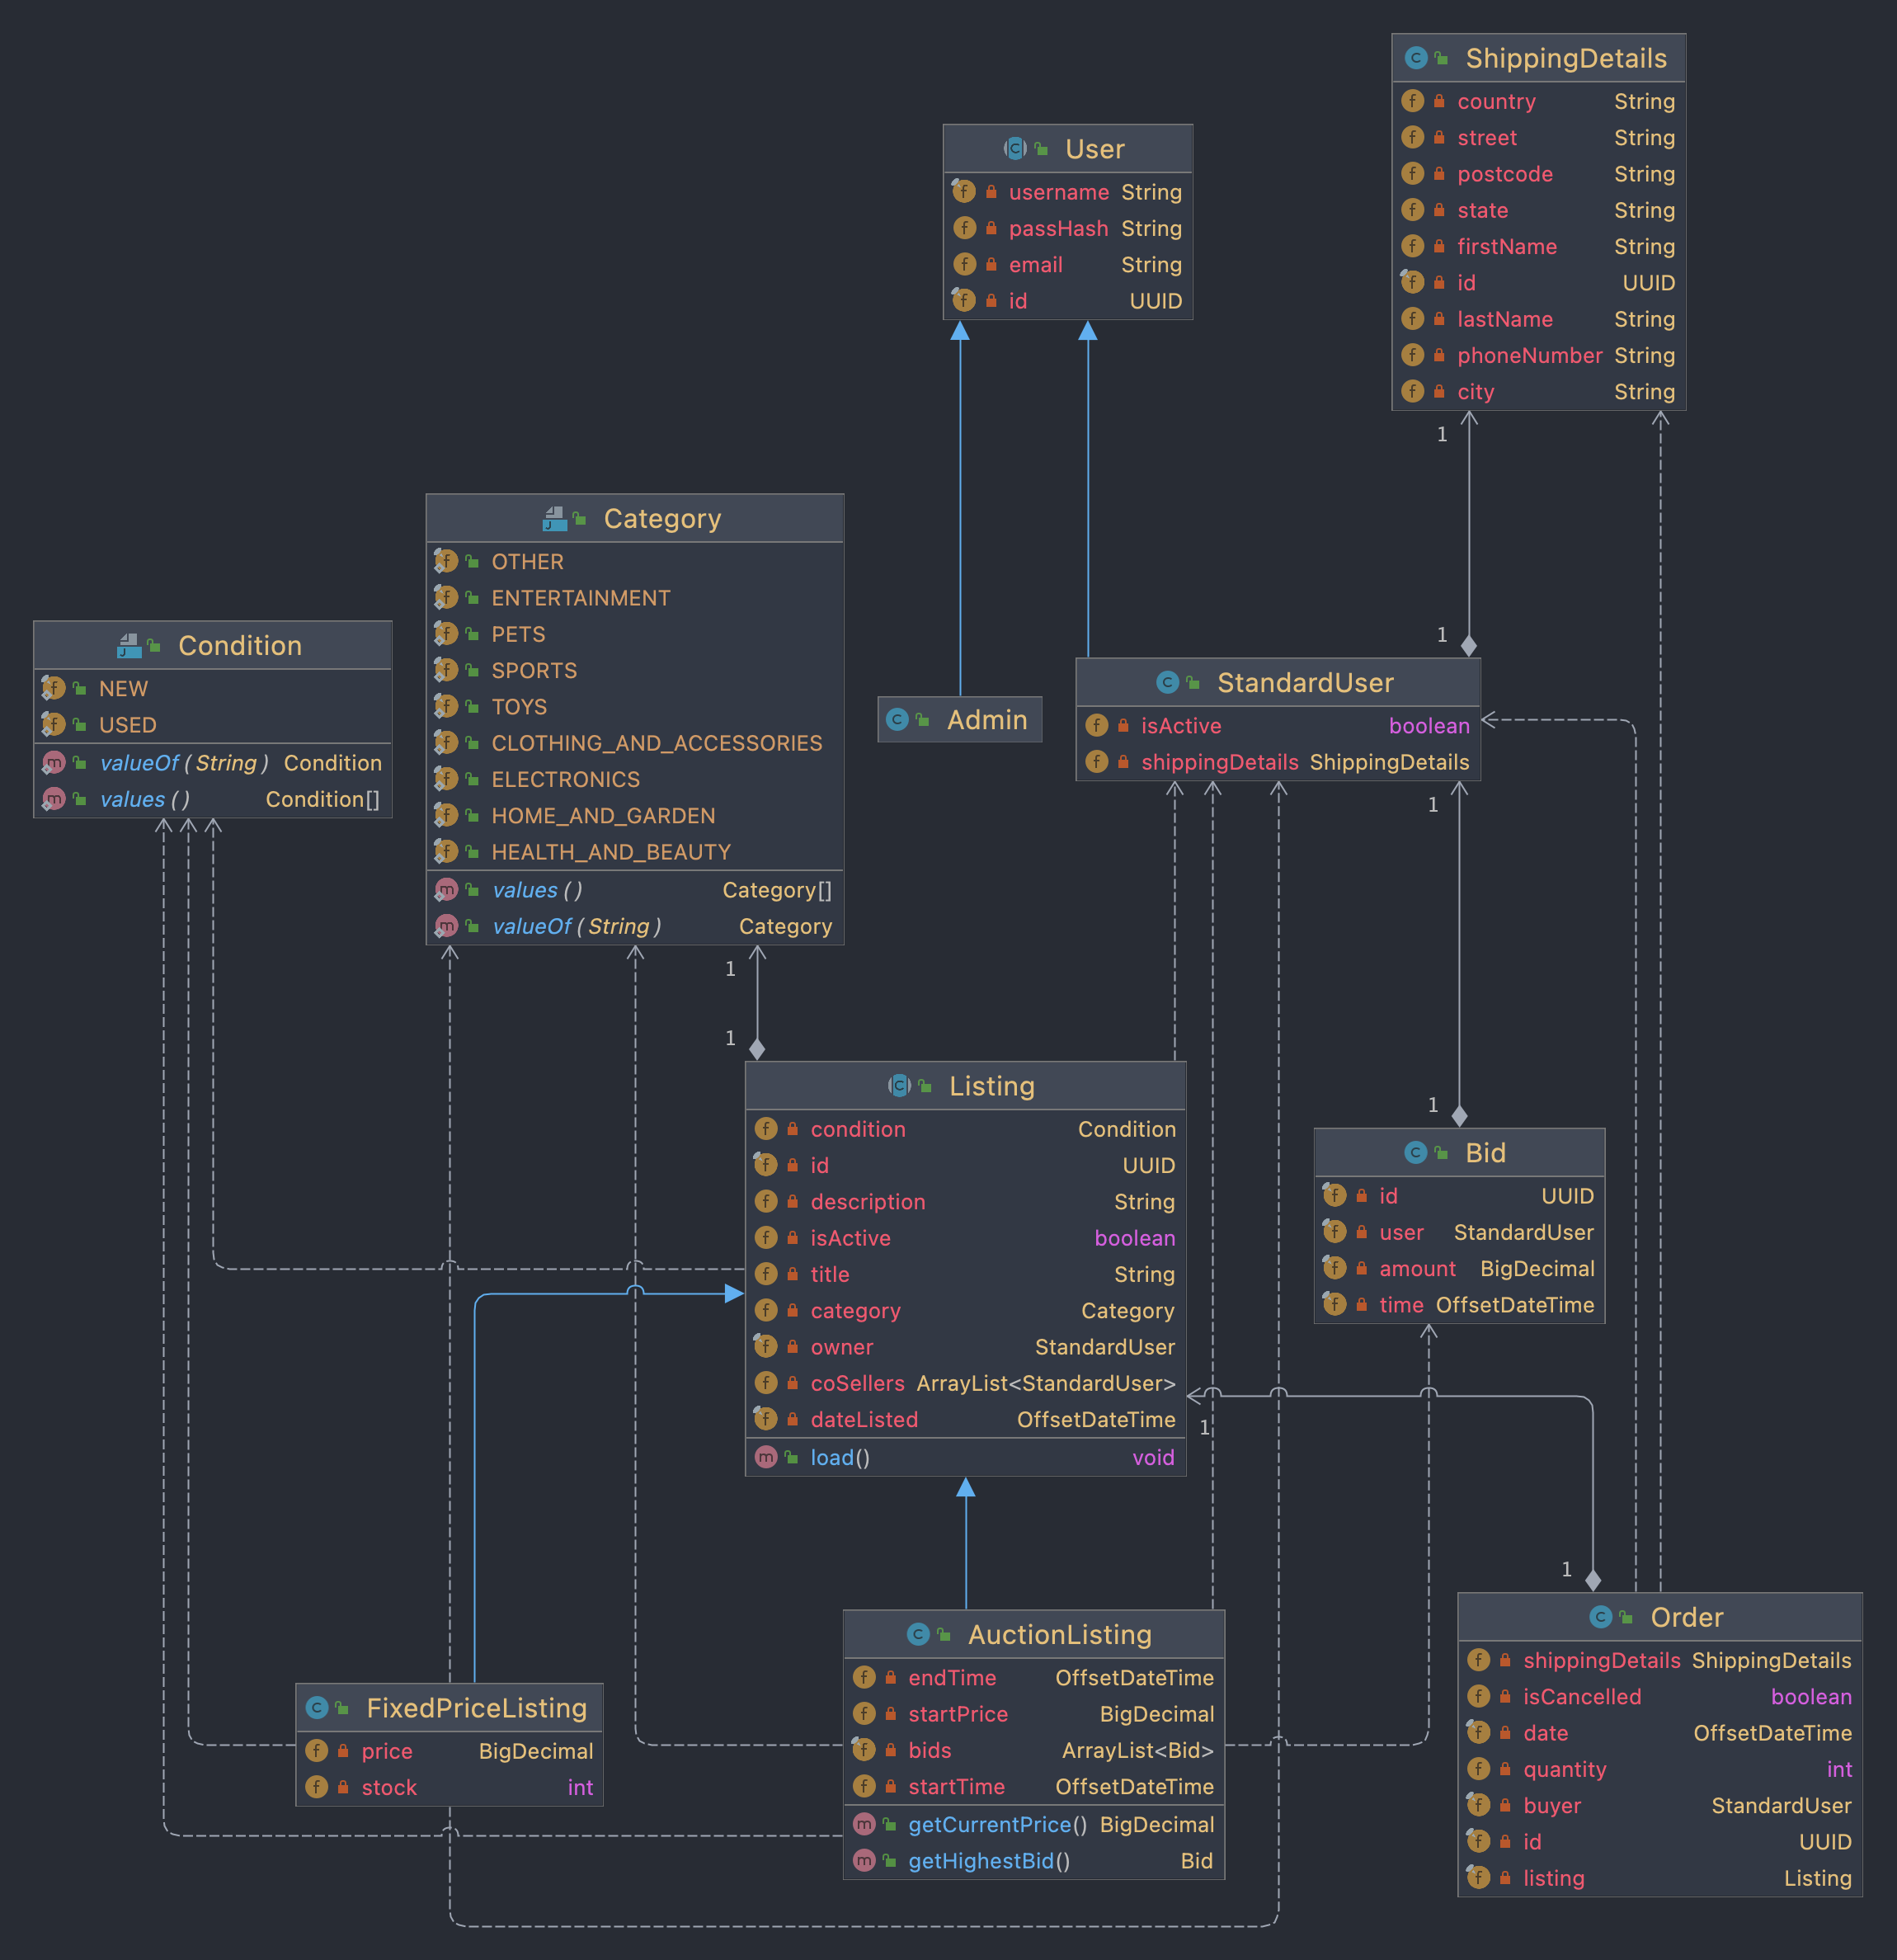 ShippingDetails
country String
street String
postcode String
state String
firstName String
id UUID
lastName String
phoneNumber String
city String
User
username String
passHash String
email String
id UUID
1
1
Category
OTHER
ENTERTAINMENT
PETS
SPORTS
TOYS
CLOTHING_AND_ACCESSORIES
ELECTRONICS
HOME_AND_GARDEN
HEALTH_AND_BEAUTY
values () Category[]
valueOf (String) Category
Condition
NEW
USED
valueOf (String) Condition
values () Condition[]
Admin
StandardUser
isActive boolean
shippingDetails ShippingDetails
1
1
1
1
Listing
condition Condition
id UUID
description String
isActive boolean
title String
category Category
owner StandardUser
coSellers ArrayList<StandardUser>
dateListed OffsetDateTime
load() void
Bid
id UUID
user StandardUser
amount BigDecimal
time OffsetDateTime
1
1
AuctionListing
endTime OffsetDateTime
startPrice BigDecimal
bids ArrayList<Bid>
startTime OffsetDateTime
getCurrentPrice() BigDecimal
getHighestBid() Bid
FixedPriceListing
price BigDecimal
stock int
Order
shippingDetails ShippingDetails
isCancelled boolean
date OffsetDateTime
quantity int
buyer StandardUser
id UUID
listing Listing